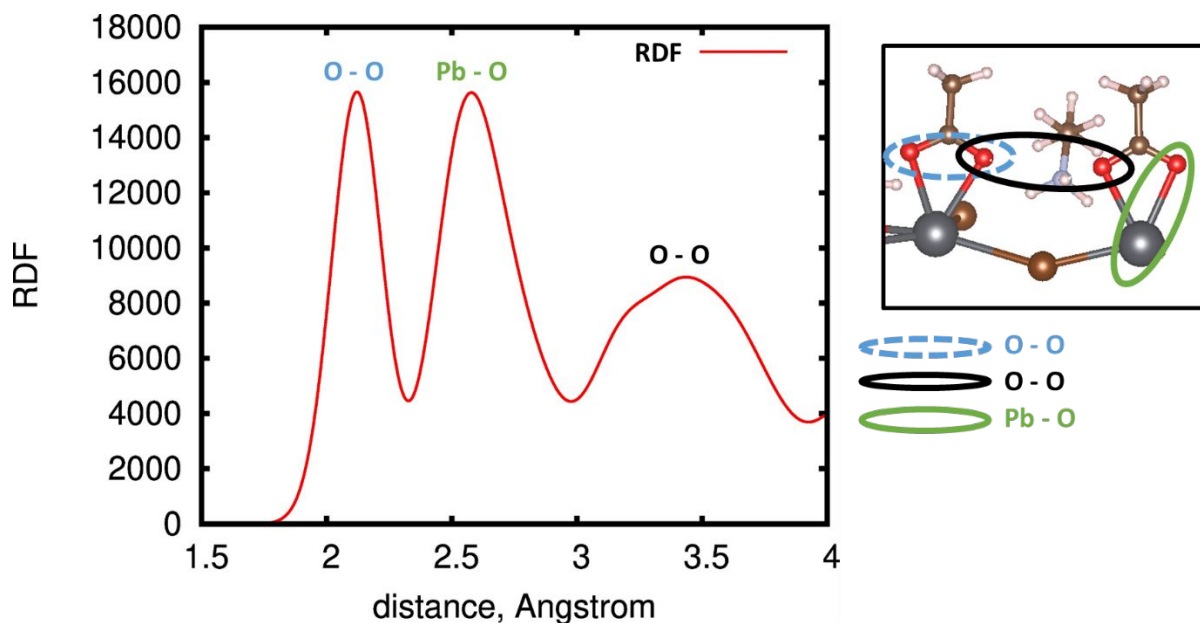 18000
16000
14000
12000
10000
8000
6000
4000
2000
0
RDF
1.5
2
2.5
3
3.5
4
distance, Angstrom
RDF
O - O
Pb - O
O - O
O - O
O - O
Pb - O